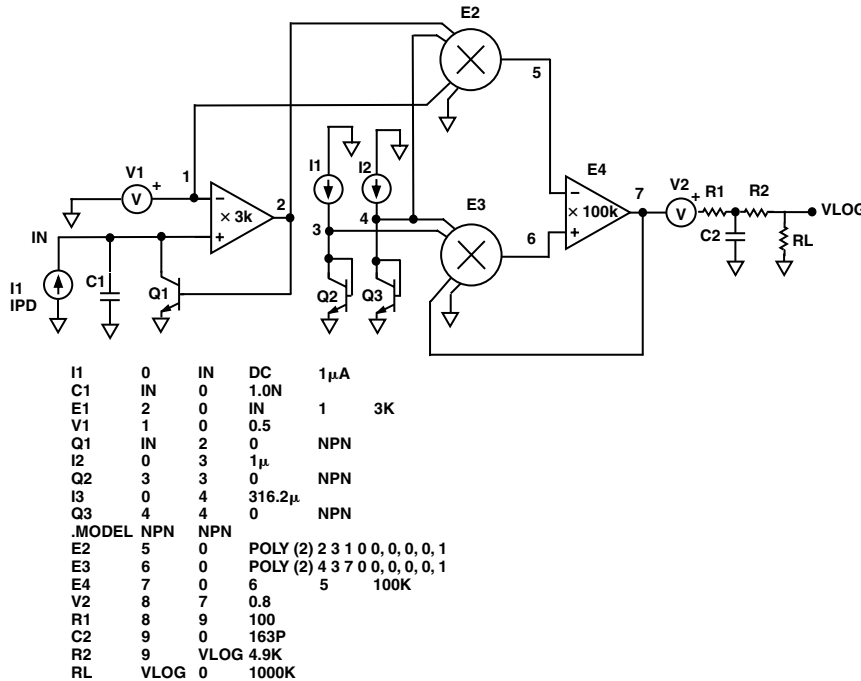 E2
5
V1
+
1
2
−
× 3k
+
V
IN
I1
IPD
C1
Q1
I1
I2
3
4
Q2
Q3
E3
6
E4
−
× 100k
+
7
V2
+
V
R1
R2
C2
RL
VLOG
I1 0 IN DC 1µA
C1 IN 0 1.0N
E1 2 0 IN 1 3K
V1 1 0 0.5
Q1 IN 2 0 NPN
I2 0 3 1µ
Q2 3 3 0 NPN
I3 0 4 316.2µ
Q3 4 4 0 NPN
.MODEL NPN NPN
E2 5 0 POLY (2) 2 3 1 0 0, 0, 0, 0, 1
E3 6 0 POLY (2) 4 3 7 0 0, 0, 0, 0, 1
E4 7 0 6 5 100K
V2 8 7 0.8
R1 8 9 100
C2 9 0 163P
R2 9 VLOG 4.9K
RL VLOG 0 1000K